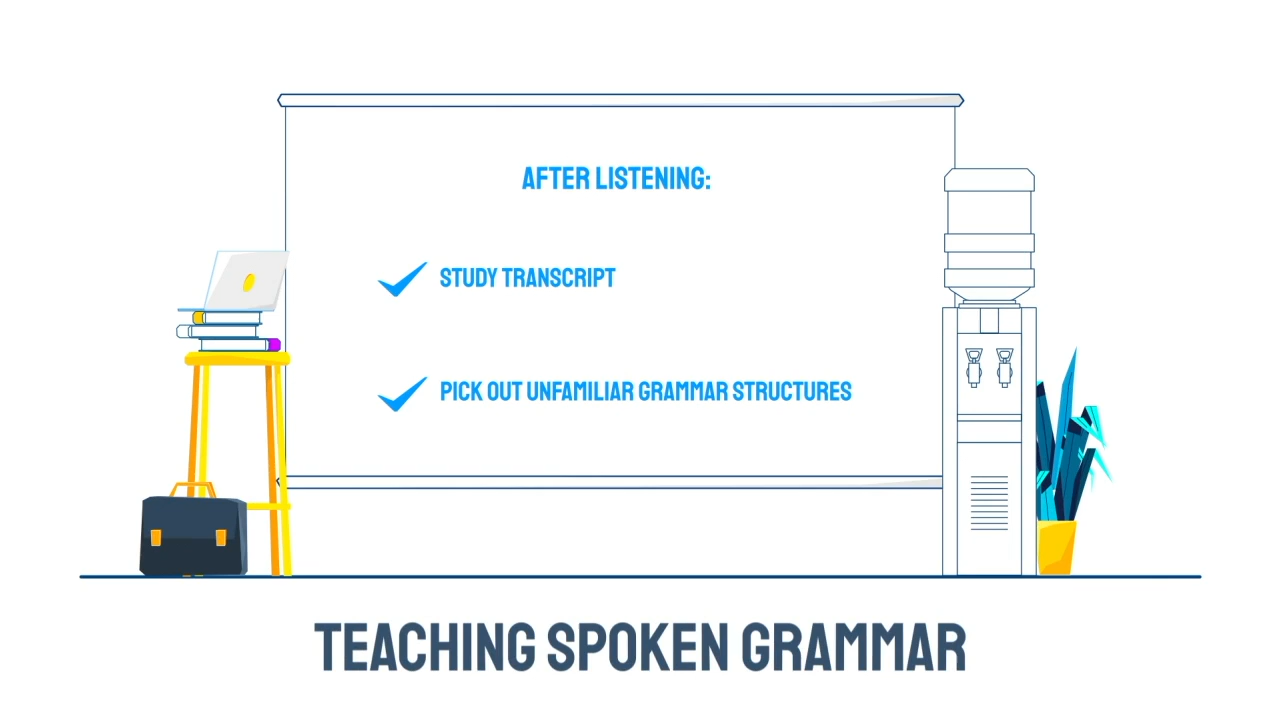 AFTER LISTENING:
STUDY TRANSCRIPT
PICK OUT UNFAMILIAR GRAMMAR STRUCTURES
TEACHING SPOKEN GRAMMAR